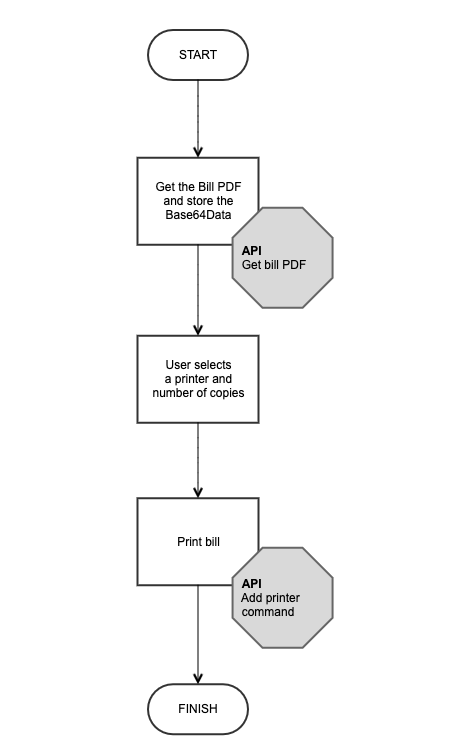 START
Get the Bill PDF
and store the
Base64Data
API
Get bill PDF
User selects
a printer and
number of copies
Print bill
API
Add printer
command
FINISH